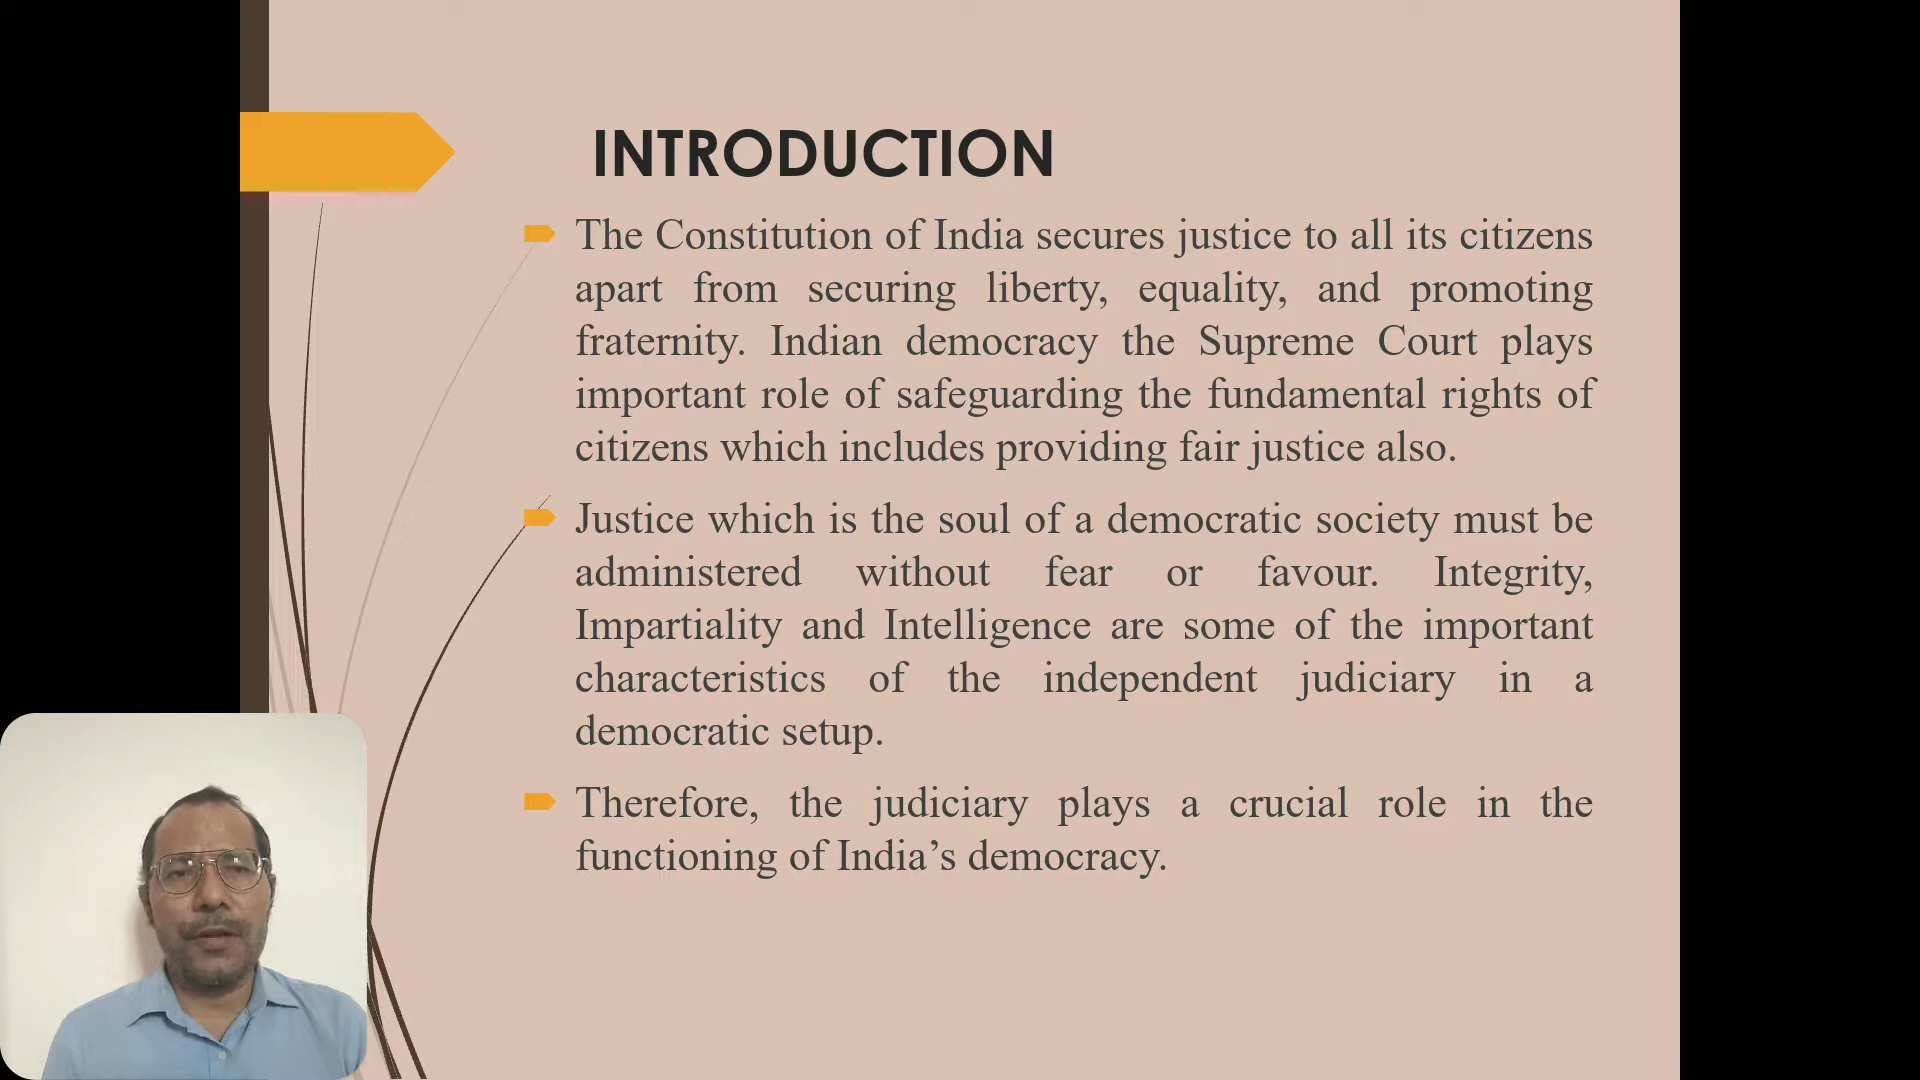 INTRODUCTION
The Constitution of India secures justice to all its citizens
apart from securing liberty, equality, and promoting
fraternity. Indian democracy the Supreme Court plays
important role of safeguarding the fundamental rights of
citizens which includes providing fair justice also.
Justice which is the soul of a democratic society must be
administered without fear or favour. Integrity,
Impartiality and Intelligence are some of the important
characteristics of the independent judiciary in a
democratic setup.
Therefore, the judiciary plays a crucial role in the
functioning of India’s democracy.